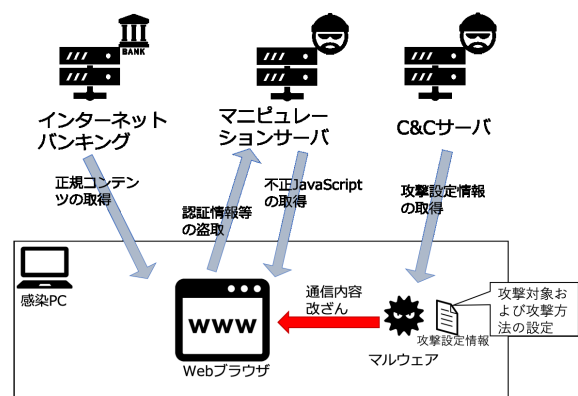 BANK
インターネット
バンキング
マニピュレー
ションサーバ
C&Cサーバ
正規コンテン
ツの取得
認証情報等
の盗取
不正JavaScript
の取得
攻撃設定情報
の取得
感染PC
www
Webブラウザ
通信内容
改ざん
マルウェア
攻撃設定情報
攻撃対象お
よび攻撃方
法の設定